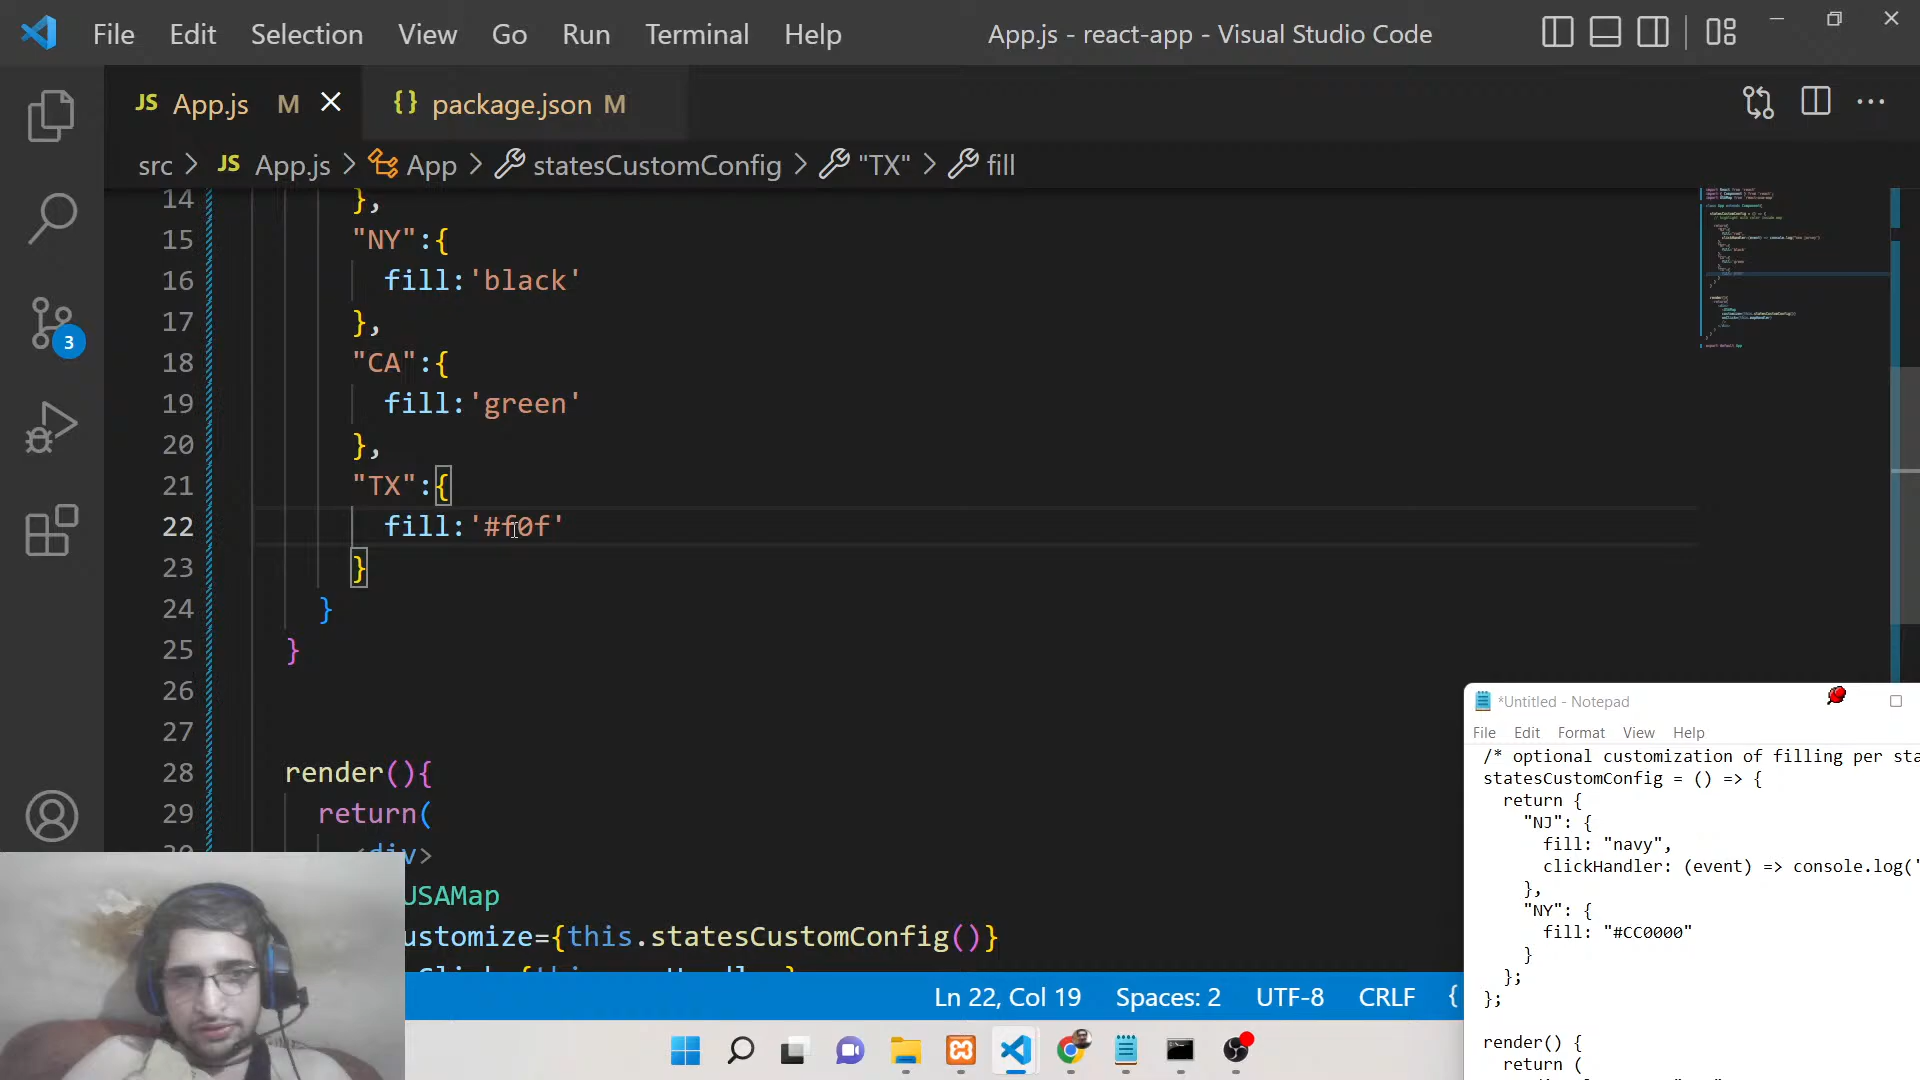 File Edit Selection View Go Run Terminal Help App.js - react-app - Visual Studio Code
JS App.js M {} package.json M
src > JS App.js > App > statesCustomConfig > "TX" > fill
14 },
15 "NY":{
16 fill:'black'
17 },
18 "CA":{
19 fill:'green'
20 },
21 "TX":{
22 fill:'#f0f'
23 }
24 }
25 }
26
27
28 render(){
29 return(
<div>
USAMap
ustomize={this.statesCustomConfig()}
3
Ln 22, Col 19 Spaces: 2 UTF-8 CRLF {
*Untitled - Notepad
File Edit Format View Help
/* optional customization of filling per sta
statesCustomConfig = () => {
return {
"NJ": {
fill: "navy",
clickHandler: (event) => console.log('
},
"NY": {
fill: "#CC0000"
}
};
};
render() {
return (